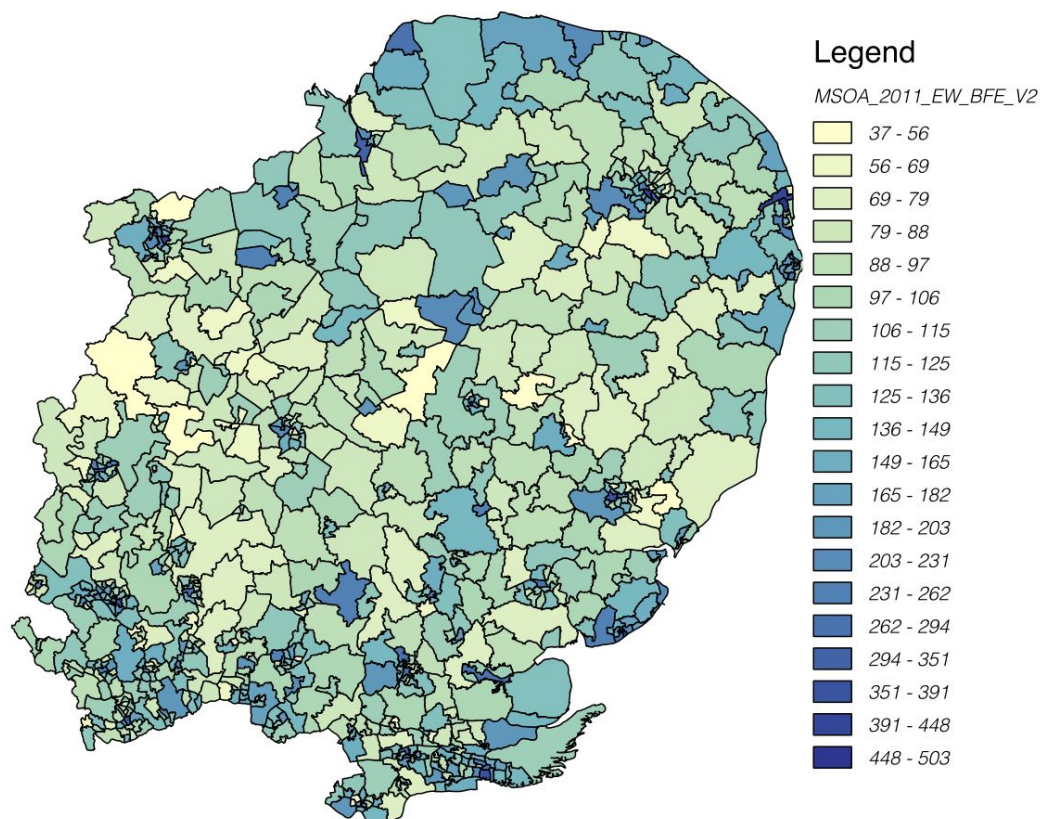 Legend
MSOA_2011_EW_BFE_V2
37 - 56
56 - 69
69 - 79
79 - 88
88 - 97
97 - 106
106 - 115
115 - 125
125 - 136
136 - 149
149 - 165
165 - 182
182 - 203
203 - 231
231 - 262
262 - 294
294 - 351
351 - 391
391 - 448
448 - 503